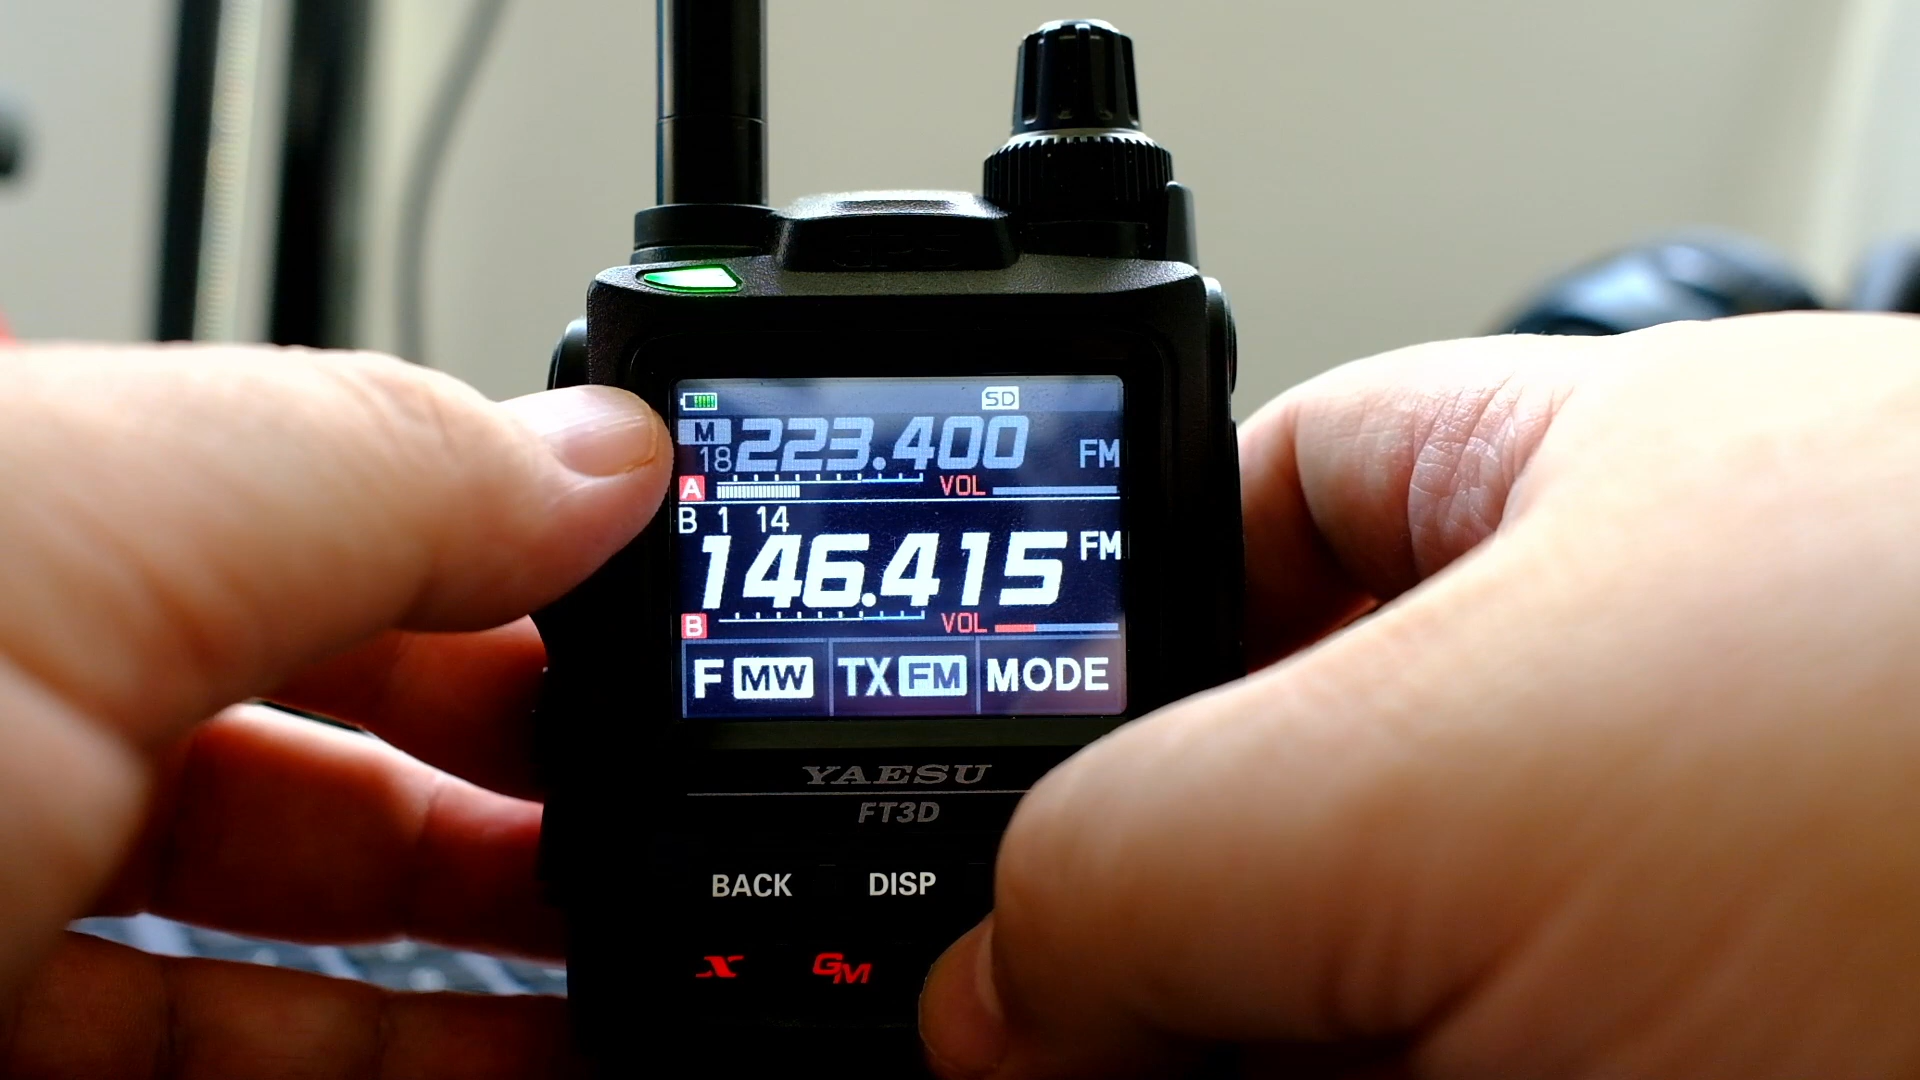 SD
M 223.400 FM
18
A VOL
B 1 14
146.415 FM
B VOL
F MW TX FM MODE
YAESU
FT3D
BACK DISP
X GM